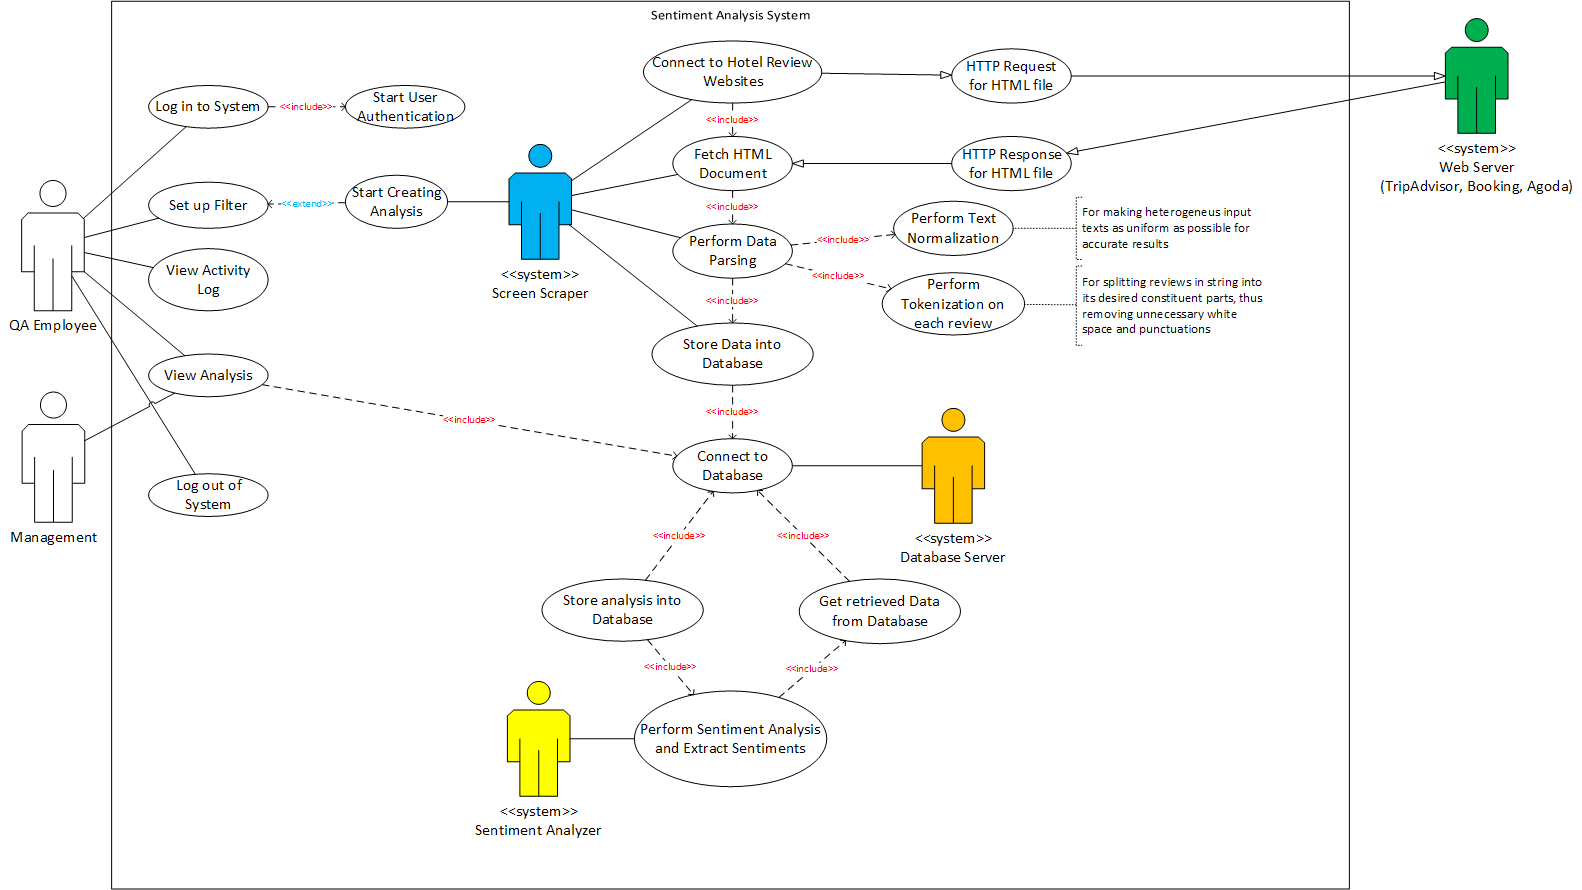 Sentiment Analysis System
Connect to Hotel Review
Websites
HTTP Request
for HTML file
Log in to System
<<include>>
Start User
Authentication
<<include>>
Fetch HTML
Document
HTTP Response
for HTML file
<<system>>
Web Server
(TripAdvisor, Booking, Agoda)
Set up Filter
<<extend>>
Start Creating
Analysis
<<include>>
Perform Text
Normalization
For making heterogeneus input
texts as uniform as possible for
accurate results
Perform Data
Parsing
<<include>>
<<include>>
View Activity
Log
<<system>>
Screen Scraper
<<include>>
Perform
Tokenization on
each review
For splitting reviews in string into
its desired constituent parts, thus
removing unnecessary white
space and punctuations
QA Employee
Store Data into
Database
View Analysis
<<include>>
<<include>>
Connect to
Database
Log out of
System
Management
<<include>>
<<include>>
<<system>>
Database Server
Store analysis into
Database
Get retrieved Data
from Database
<<include>>
<<include>>
Perform Sentiment Analysis
and Extract Sentiments
<<system>>
Sentiment Analyzer